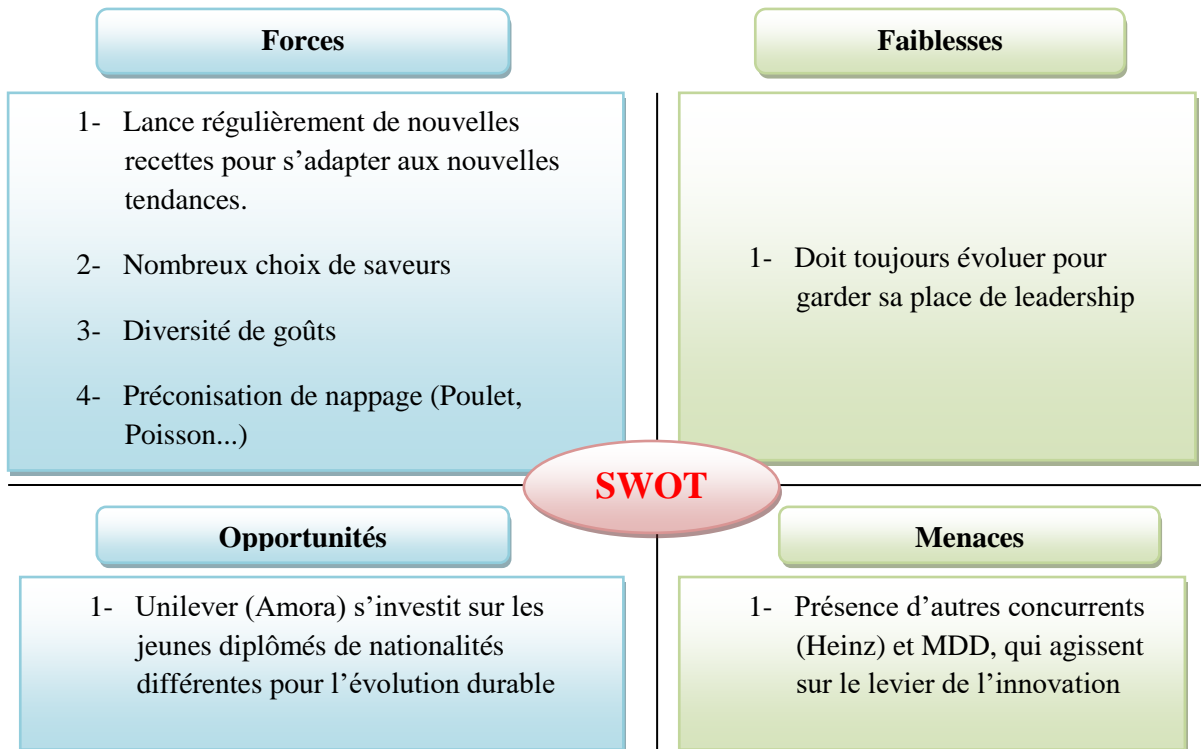 Forces
1- Lance régulièrement de nouvelles
recettes pour s’adapter aux nouvelles
tendances.
2- Nombreux choix de saveurs
3- Diversité de goûts
4- Préconisation de nappage (Poulet,
Poisson...)
Faiblesses
1- Doit toujours évoluer pour
garder sa place de leadership
SWOT
Opportunités
1- Unilever (Amora) s’investit sur les
jeunes diplômés de nationalités
différentes pour l’évolution durable
Menaces
1- Présence d’autres concurrents
(Heinz) et MDD, qui agissent
sur le levier de l’innovation